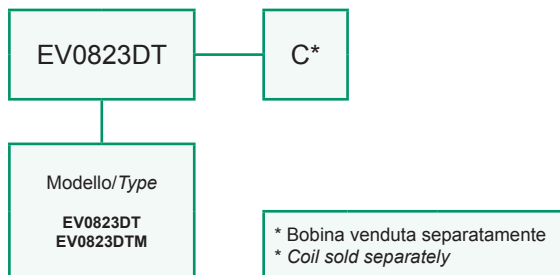 EV0823DT
C*
Modello/Type
EV0823DT
EV0823DTM
* Bobina venduta separatamente
* Coil sold separately